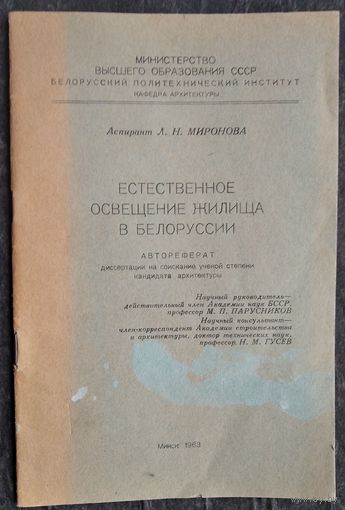 МИНИСТЕРСТВО
ВЫСШЕГО ОБРАЗОВАНИЯ СССР
БЕЛОРУССКИЙ ПОЛИТЕХНИЧЕСКИЙ ИНСТИТУТ
КАФЕДРА АРХИТЕКТУРЫ
Аспирант Л. Н. МИРОНОВА
ЕСТЕСТВЕННОЕ
ОСВЕЩЕНИЕ ЖИЛИЩА
В БЕЛОРУССИИ
АВТОРЕФЕРАТ
диссертации на соискание ученой степени
кандидата архитектуры
Научный руководитель—
действительный член Академии наук БССР,
профессор М. П. ПАРУСНИКОВ
Научный консультант—
член-корреспондент Академии строительства
и архитектуры, доктор технических наук,
профессор Н. М. ГУСЕВ
Минск 1963